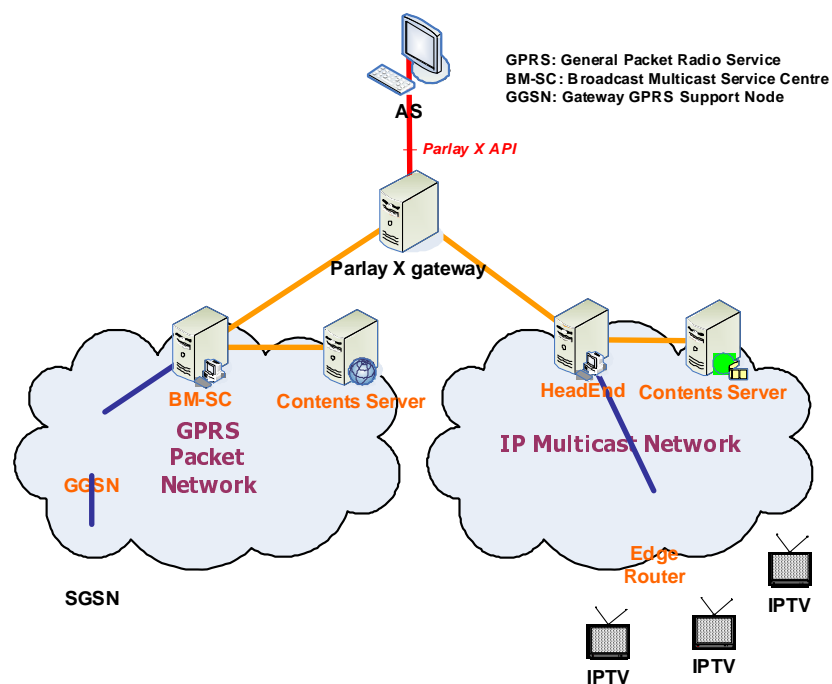 GPRS: General Packet Radio Service
BM-SC: Broadcast Multicast Service Centre
GGSN: Gateway GPRS Support Node
AS
Parlay X API
Parlay X gateway
BM-SC
Contents Server
HeadEnd
Contents Server
GPRS
Packet
Network
IP Multicast Network
GGSN
Edge
Router
SGSN
IPTV
IPTV
IPTV